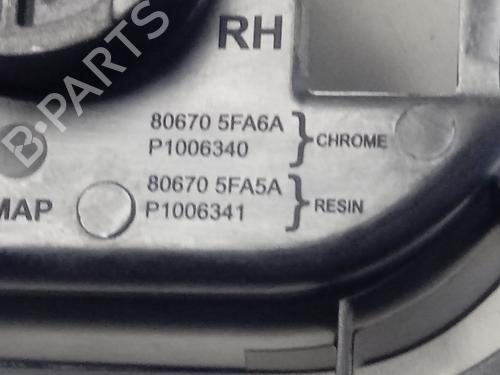 RH
80670 5FA6A
P1006340
} CHROME
80670 5FA5A
P1006341
} RESIN
MAP
B-PARTS